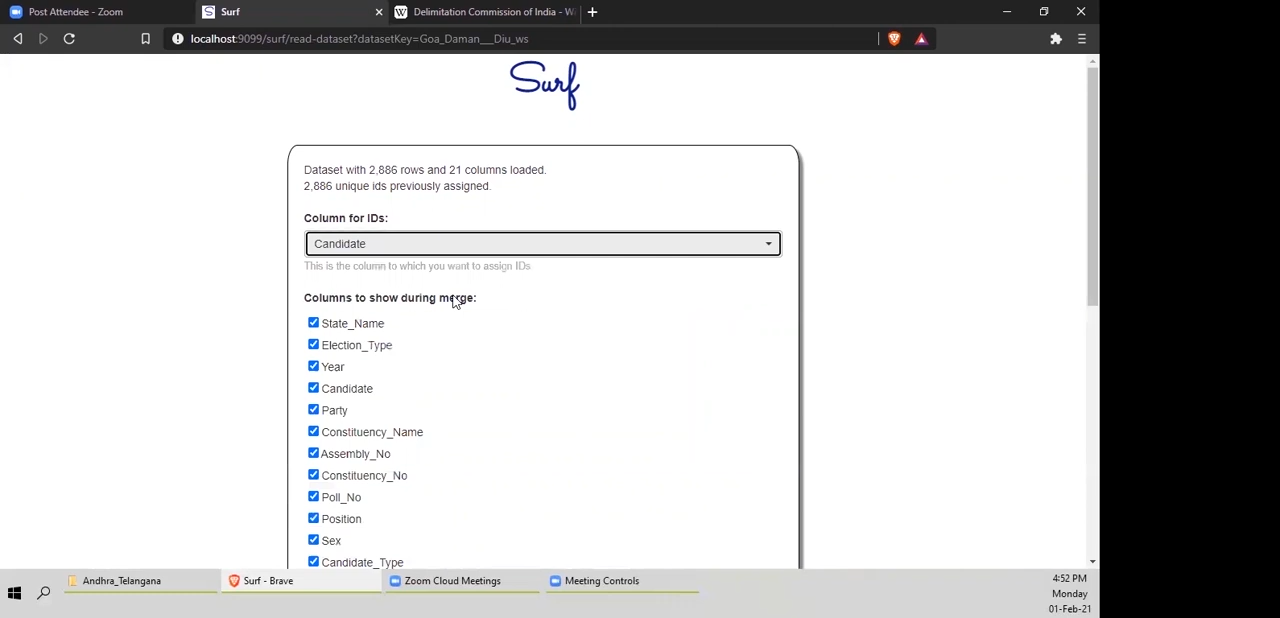 Post Attendee - Zoom
Surf
Delimitation Commission of India - W
localhost:9099/surf/read-dataset?datasetKey=Goa_Daman___Diu_ws
Surf
Dataset with 2,886 rows and 21 columns loaded.
2,886 unique ids previously assigned.
Column for IDs:
Candidate
This is the column to which you want to assign IDs
Columns to show during merge:
State_Name
Election_Type
Year
Candidate
Party
Constituency_Name
Assembly_No
Constituency_No
Poll_No
Position
Sex
Candidate_Type
Andhra_Telangana
Surf - Brave
Zoom Cloud Meetings
Meeting Controls
4:52 PM
Monday
01-Feb-21